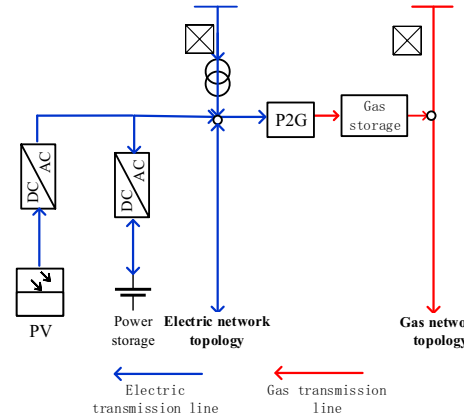 P2G
Gas
storage
DC
AC
DC
AC
PV
Power
storage
Electric network
topology
Gas netwo
topology
Electric
transmission line
Gas transmission
line